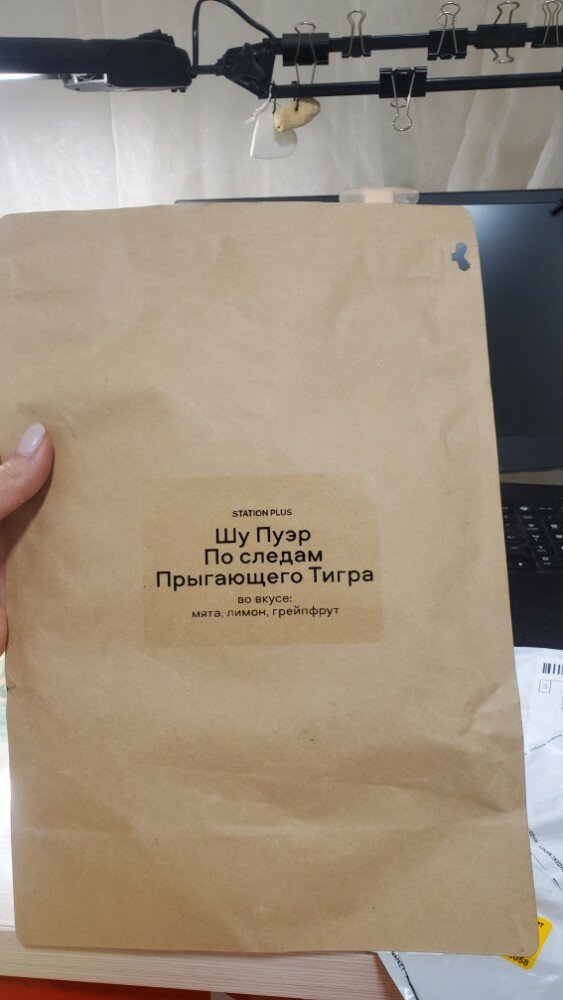 STATION PLUS
Шу Пуэр
По следам
Прыгающего Тигра
во вкусе:
мята, лимон, грейпфрут